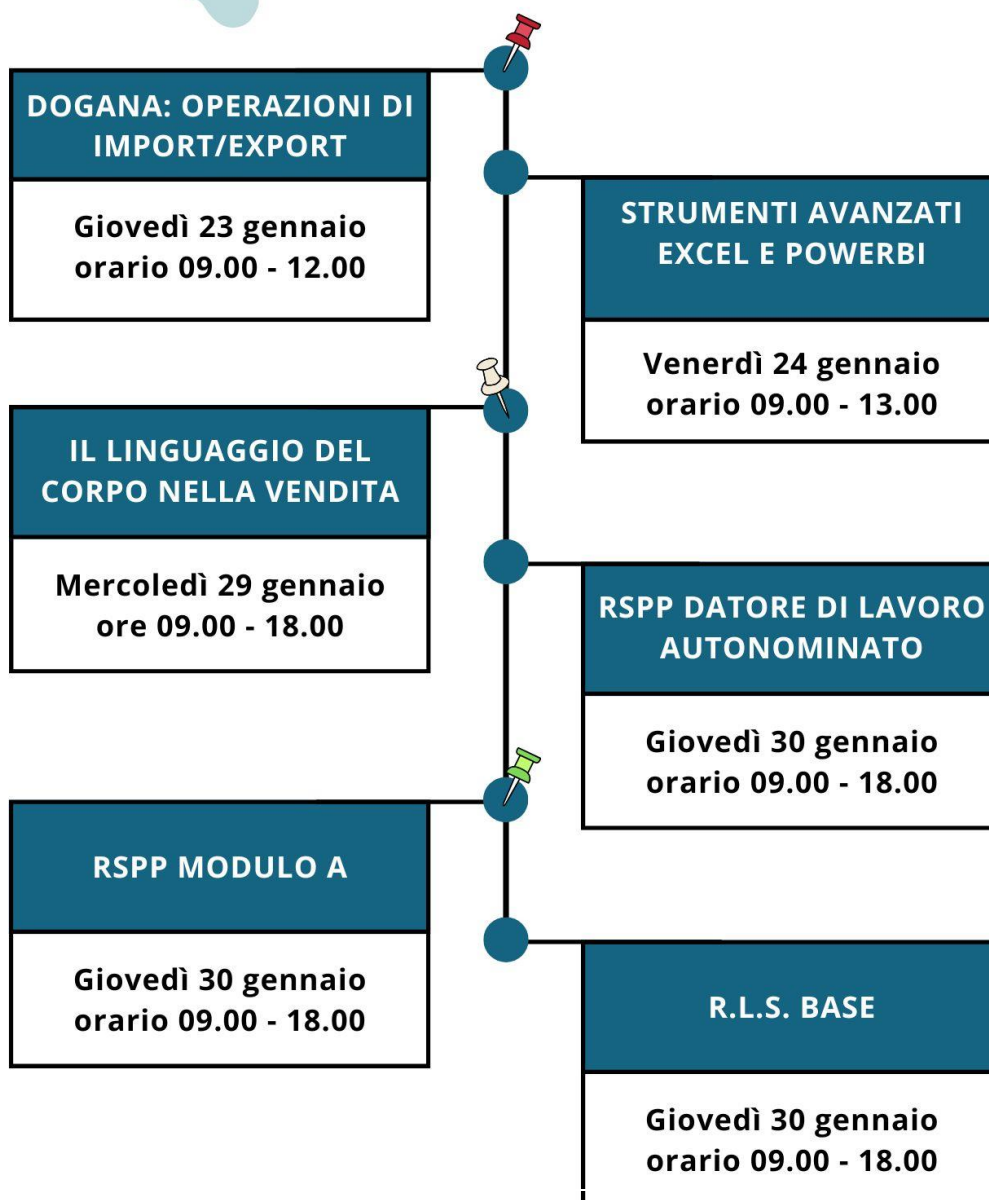 DOGANA: OPERAZIONI DI
IMPORT/EXPORT
Giovedì 23 gennaio
orario 09.00 - 12.00
STRUMENTI AVANZATI
EXCEL E POWERBI
Venerdì 24 gennaio
orario 09.00 - 13.00
IL LINGUAGGIO DEL
CORPO NELLA VENDITA
Mercoledì 29 gennaio
ore 09.00 - 18.00
RSPP DATORE DI LAVORO
AUTONOMINATO
Giovedì 30 gennaio
orario 09.00 - 18.00
RSPP MODULO A
Giovedì 30 gennaio
orario 09.00 - 18.00
R.L.S. BASE
Giovedì 30 gennaio
orario 09.00 - 18.00